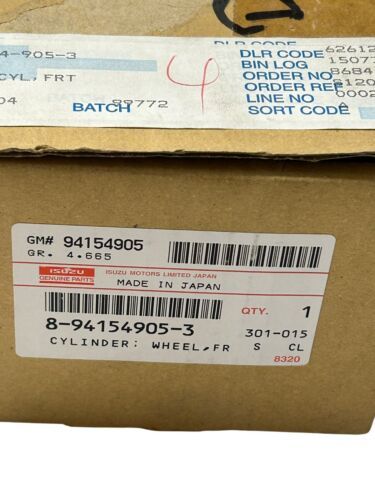 4-905-3
CYL, FRT
04
BATCH 89772
4
DLR CODE 62612
BIN LOG 15077
ORDER NO 8684
ORDER REF 2120
LINE NO 0002
SORT CODE A
GM# 94154905
GR. 4.665
ISUZU
GENUINE PARTS
ISUZU MOTORS LIMITED JAPAN
MADE IN JAPAN
QTY. 1
8-94154905-3 301-015
CYLINDER: WHEEL,FR S CL
8320